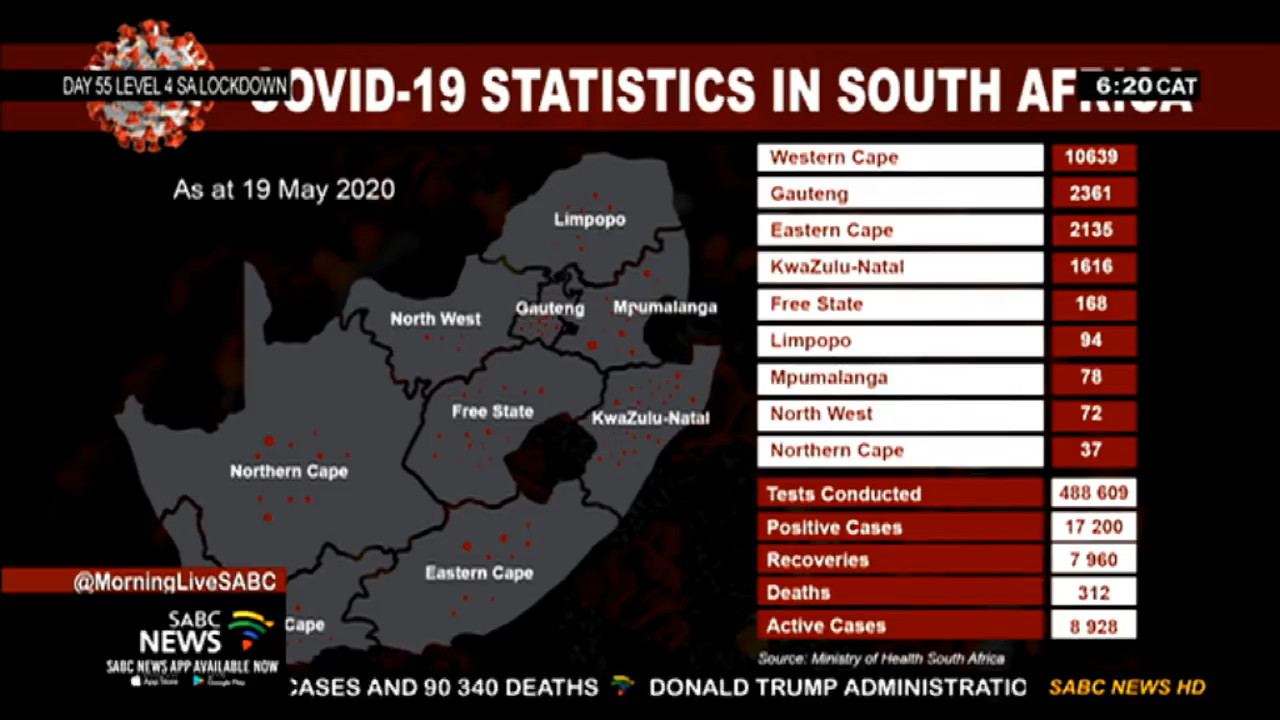 DAY 55 LEVEL 4 SA LOCKDOWN
COVID-19 STATISTICS IN SOUTH AFRICA
6:20 CAT
As at 19 May 2020
Limpopo
Gauteng
Mpumalanga
North West
Free State
KwaZulu-Natal
Northern Cape
Eastern Cape
Cape
Western Cape 10639
Gauteng 2361
Eastern Cape 2135
KwaZulu-Natal 1616
Free State 168
Limpopo 94
Mpumalanga 78
North West 72
Northern Cape 37
Tests Conducted 488 609
Positive Cases 17 200
Recoveries 7 960
Deaths 312
Active Cases 8 928
Source: Ministry of Health South Africa
@MorningLiveSABC
SABC
NEWS
SABC NEWS APP AVAILABLE NOW
App Store Google Play
CASES AND 90 340 DEATHS DONALD TRUMP ADMINISTRATIO
SABC NEWS HD